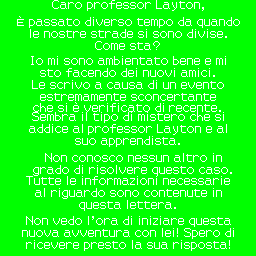 Caro professor Layton,
È passato diverso tempo da quando
le nostre strade si sono divise.
Come sta?
Io mi sono ambientato bene e mi
sto facendo dei nuovi amici.
Le scrivo a causa di un evento
estremamente sconcertante
che si è verificato di recente.
Sembra il tipo di mistero che si
addice al professor Layton e al
suo apprendista.
Non conosco nessun altro in
grado di risolvere questo caso.
Tutte le informazioni necessarie
al riguardo sono contenute in
questa lettera.
Non vedo l'ora di iniziare questa
nuova avventura con lei! Spero di
ricevere presto la sua risposta!